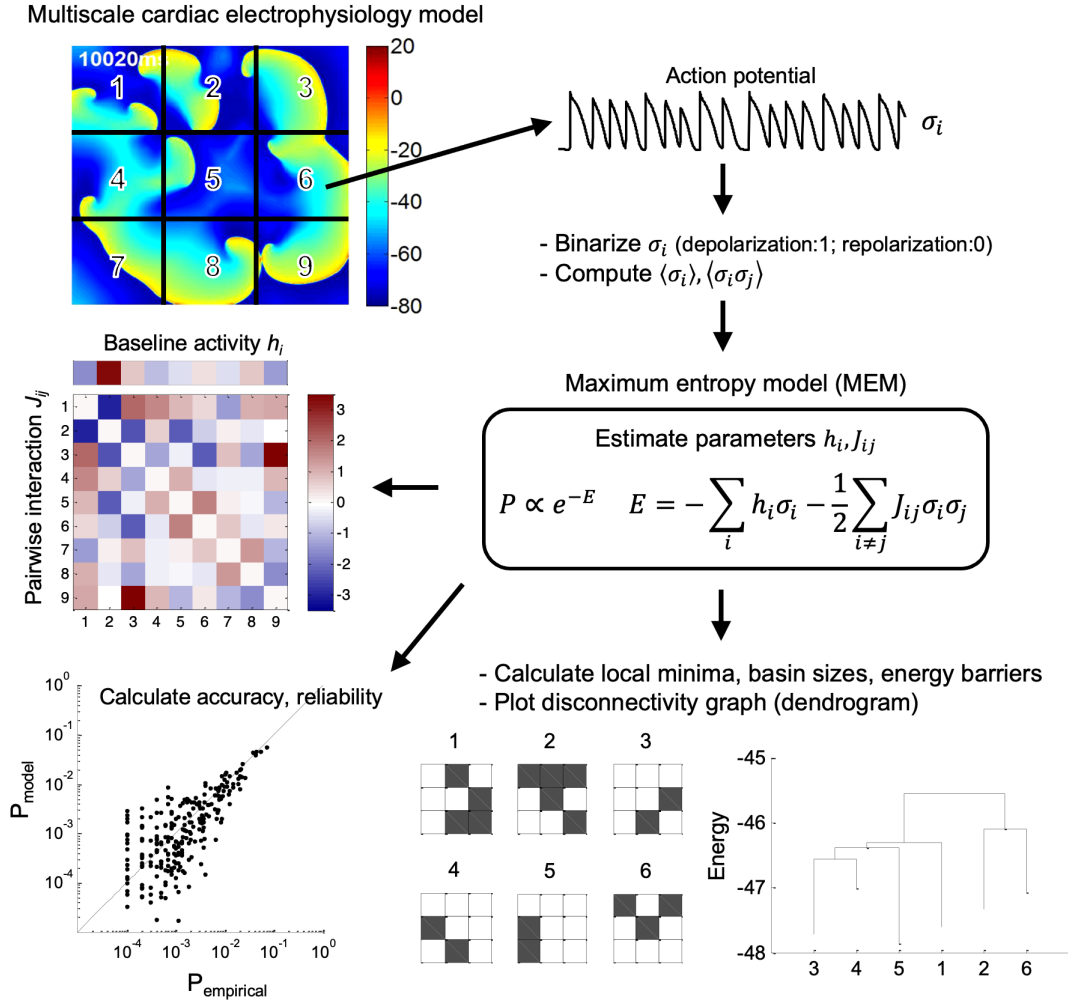 Multiscale cardiac electrophysiology model
10020ms
1 2 3
4 5 6
7 8 9
20
0
-20
-40
-60
-80
Action potential
σᵢ
- Binarize σᵢ (depolarization:1; repolarization:0)
- Compute ⟨σᵢ⟩, ⟨σᵢσⱼ⟩
Maximum entropy model (MEM)
Estimate parameters hᵢ, Jᵢⱼ
P ∝ e^{-E} E = −∑_i hᵢσᵢ − 1/2 ∑_{i≠j} Jᵢⱼσᵢσⱼ
Baseline activity hᵢ
Pairwise interaction Jᵢⱼ
1
2
3
4
5
6
7
8
9
1 2 3 4 5 6 7 8 9
3
2
1
0
-1
-2
-3
Calculate accuracy, reliability
P_model
10⁰
10⁻¹
10⁻²
10⁻³
10⁻⁴
10⁻⁴ 10⁻³ 10⁻² 10⁻¹ 10⁰
P_empirical
- Calculate local minima, basin sizes, energy barriers
- Plot disconnectivity graph (dendrogram)
1 2 3
4 5 6
Energy
-45
-46
-47
-48
3 4 5 1 2 6